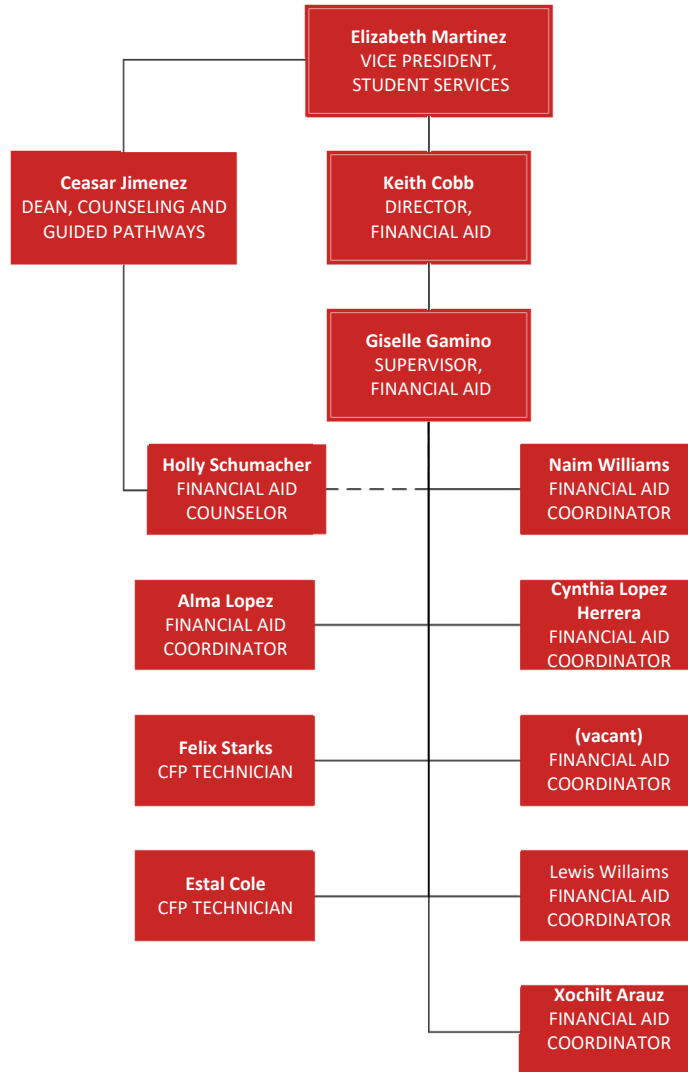 Elizabeth Martinez
VICE PRESIDENT,
STUDENT SERVICES
Ceasar Jimenez
DEAN, COUNSELING AND
GUIDED PATHWAYS
Keith Cobb
DIRECTOR,
FINANCIAL AID
Giselle Gamino
SUPERVISOR,
FINANCIAL AID
Holly Schumacher
FINANCIAL AID
COUNSELOR
Naim Williams
FINANCIAL AID
COORDINATOR
Alma Lopez
FINANCIAL AID
COORDINATOR
Cynthia Lopez
Herrera
FINANCIAL AID
COORDINATOR
Felix Starks
CFP TECHNICIAN
(vacant)
FINANCIAL AID
COORDINATOR
Estal Cole
CFP TECHNICIAN
Lewis Willaims
FINANCIAL AID
COORDINATOR
Xochilt Arauz
FINANCIAL AID
COORDINATOR